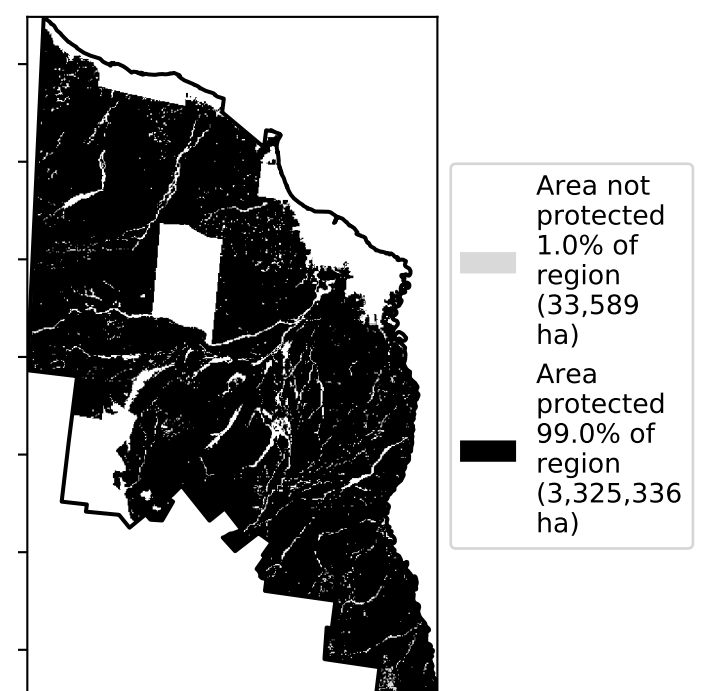 Area not
protected
1.0% of
region
(33,589
ha)
Area
protected
99.0% of
region
(3,325,336
ha)